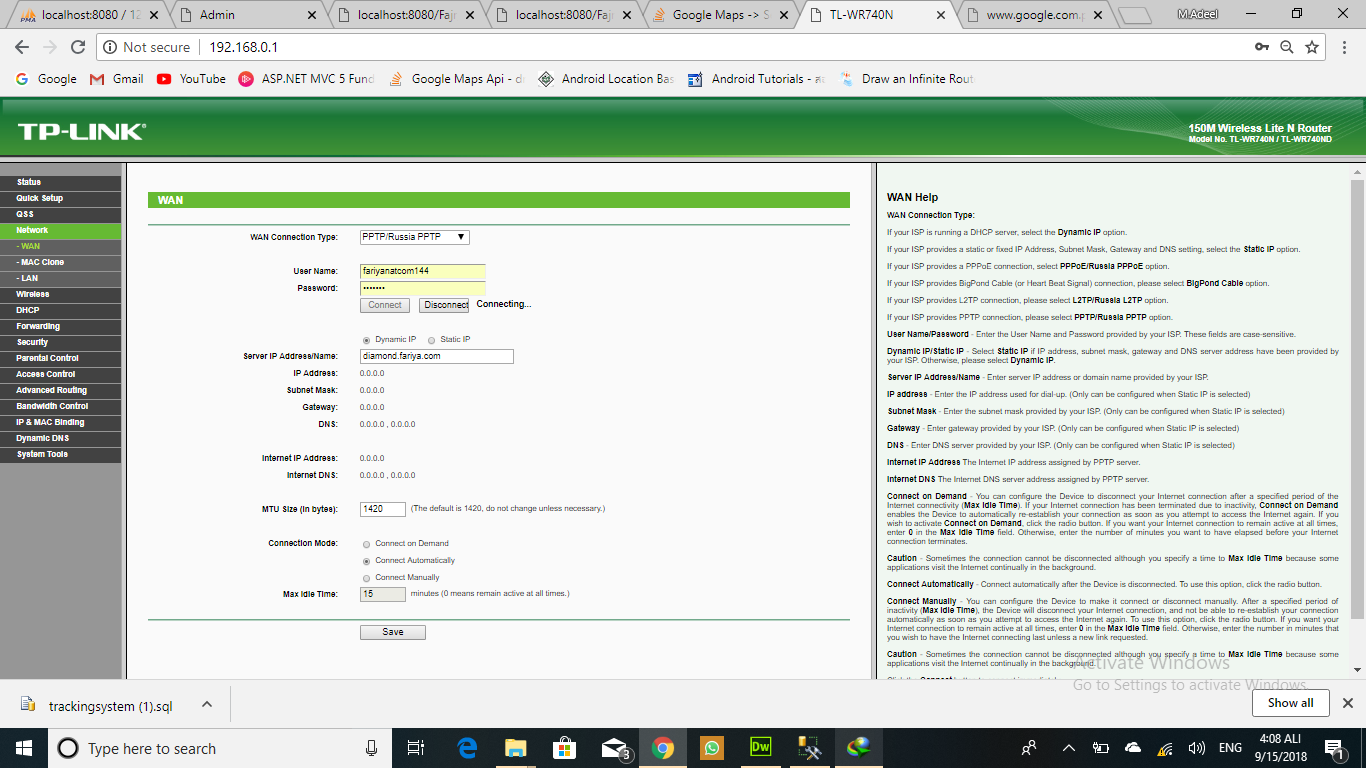 localhost:8080 / 12
Admin
localhost:8080/Fajr
localhost:8080/Faj
Google Maps -> S
TL-WR740N
www.google.com.p
M.Adeel
Not secure
192.168.0.1
Google
Gmail
YouTube
ASP.NET MVC 5 Fund
Google Maps Api - d
Android Location Bas
Android Tutorials -
Draw an Infinite Rout
TP-LINK®
150M Wireless Lite N Router
Model No. TL-WR740N / TL-WR740ND
Status
Quick Setup
QSS
Network
- WAN
- MAC Clone
- LAN
Wireless
DHCP
Forwarding
Security
Parental Control
Access Control
Advanced Routing
Bandwidth Control
IP & MAC Binding
Dynamic DNS
System Tools
WAN
WAN Connection Type: PPTP/Russia PPTP
User Name: fariyanatcom144
Password: •••••••
Connect Disconnect Connecting...
Dynamic IP Static IP
Server IP Address/Name: diamond.fariya.com
IP Address: 0.0.0.0
Subnet Mask: 0.0.0.0
Gateway: 0.0.0.0
DNS: 0.0.0.0 , 0.0.0.0
Internet IP Address: 0.0.0.0
Internet DNS: 0.0.0.0 , 0.0.0.0
MTU Size (in bytes): 1420 (The default is 1420, do not change unless necessary.)
Connection Mode: Connect on Demand
Connect Automatically
Connect Manually
Max Idle Time: 15 minutes (0 means remain active at all times.)
Save
WAN Help
WAN Connection Type:
If your ISP is running a DHCP server, select the Dynamic IP option.
If your ISP provides a static or fixed IP Address, Subnet Mask, Gateway and DNS setting, select the Static IP option.
If your ISP provides a PPPoE connection, select PPPoE/Russia PPPoE option.
If your ISP provides BigPond Cable (or Heart Beat Signal) connection, please select BigPond Cable option.
If your ISP provides L2TP connection, please select L2TP/Russia L2TP option.
If your ISP provides PPTP connection, please select PPTP/Russia PPTP option.
User Name/Password - Enter the User Name and Password provided by your ISP. These fields are case-sensitive.
Dynamic IP/Static IP - Select Static IP if IP address, subnet mask, gateway and DNS server address have been provided by
your ISP. Otherwise, please select Dynamic IP.
Server IP Address/Name - Enter server IP address or domain name provided by your ISP.
IP address - Enter the IP address used for dial-up. (Only can be configured when Static IP is selected)
Subnet Mask - Enter the subnet mask provided by your ISP. (Only can be configured when Static IP is selected)
Gateway - Enter gateway provided by your ISP. (Only can be configured when Static IP is selected)
DNS - Enter DNS server provided by your ISP. (Only can be configured when Static IP is selected)
Internet IP Address The Internet IP address assigned by PPTP server.
Internet DNS The Internet DNS server address assigned by PPTP server.
Connect on Demand - You can configure the Device to disconnect your Internet connection after a specified period of the
Internet connectivity (Max Idle Time). If your Internet connection has been terminated due to inactivity, Connect on Demand
enables the Device to automatically re-establish your connection as soon as you attempt to access the Internet again. If you
wish to activate Connect on Demand, click the radio button. If you want your Internet connection to remain active at all times,
enter 0 in the Max Idle Time field. Otherwise, enter the number of minutes you want to have elapsed before your Internet
connection terminates.
Caution - Sometimes the connection cannot be disconnected although you specify a time to Max Idle Time because some
applications visit the Internet continually in the background.
Connect Automatically - Connect automatically after the Device is disconnected. To use this option, click the radio button.
Connect Manually - You can configure the Device to make it connect or disconnect manually. After a specified period of
inactivity (Max Idle Time), the Device will disconnect your Internet connection, and not be able to re-establish your connection
automatically as soon as you attempt to access the Internet again. To use this option, click the radio button. If you want your
Internet connection to remain active at all times, enter 0 in the Max Idle Time field. Otherwise, enter the number in minutes that
you wish to have the Internet connecting last unless a new link requested.
Caution - Sometimes the connection cannot be disconnected although you specify a time to Max Idle Time because some
applications visit the Internet continually in the background.
Activate Windows
Go to Settings to activate Windows.
trackingsystem (1).sql
Show all
Type here to search
3
Dw
ENG
4:08 ALI
9/15/2018
1